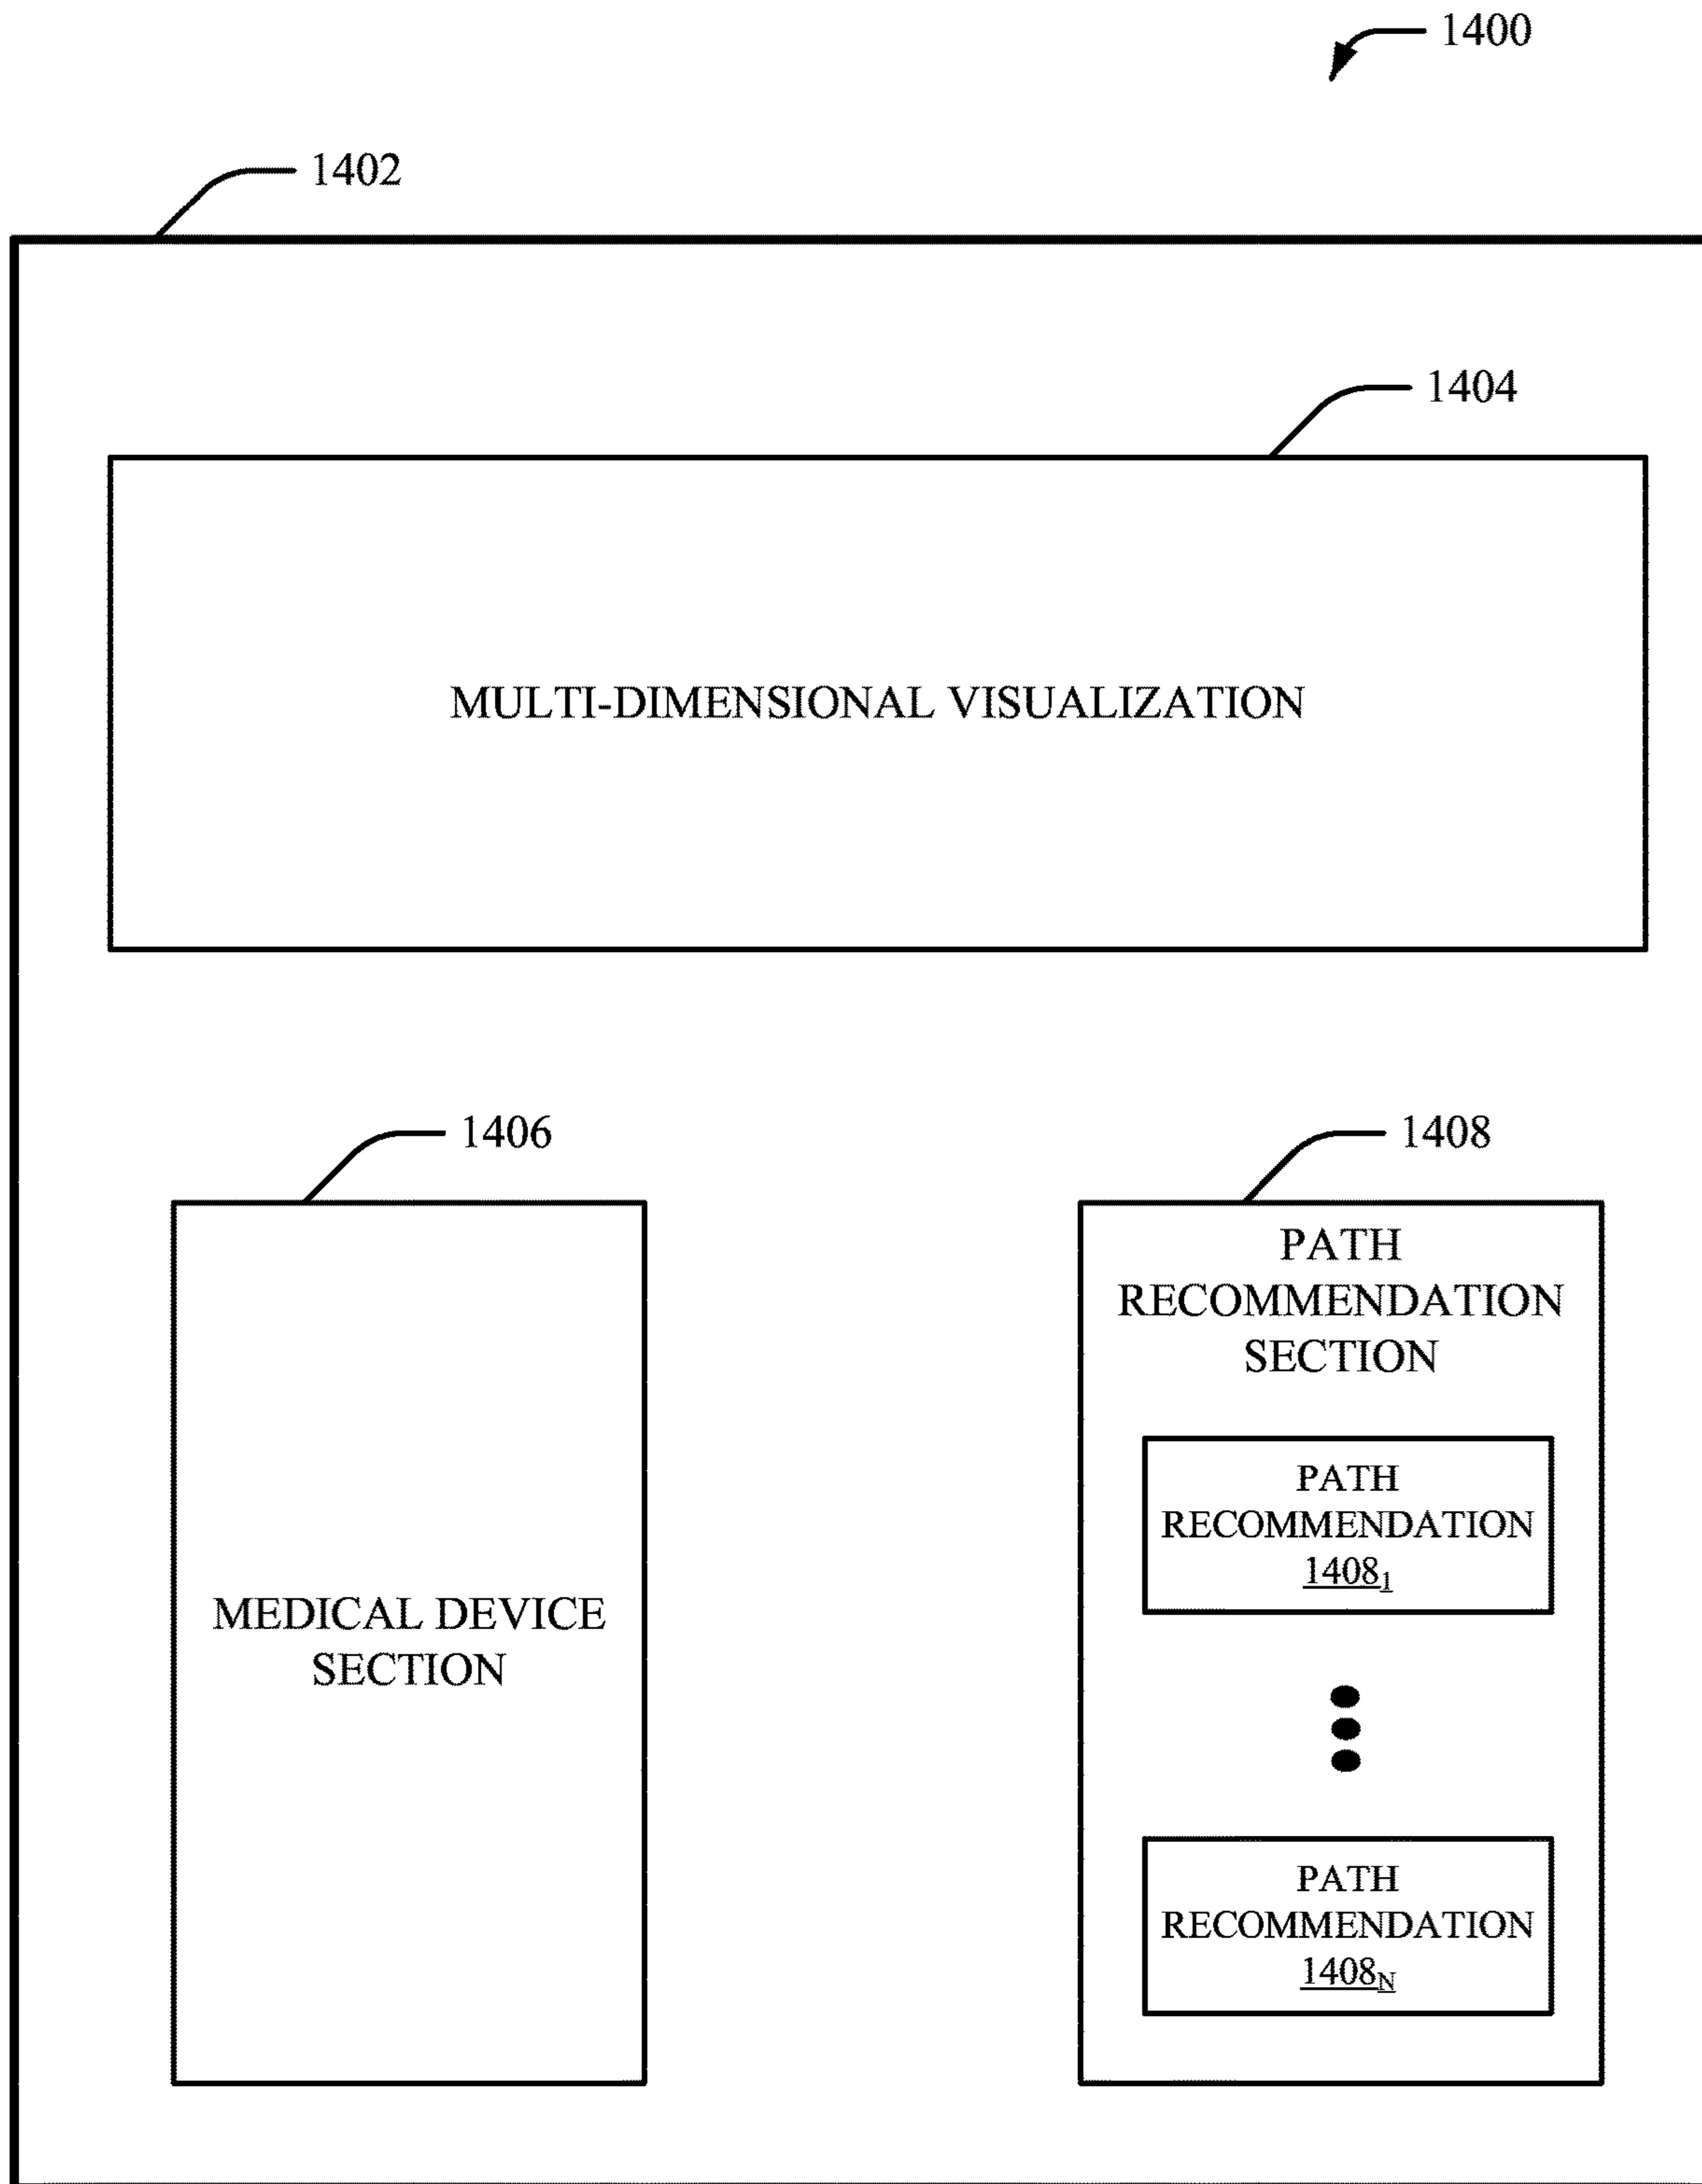 1400
1402
1404
MULTI-DIMENSIONAL VISUALIZATION
1406
MEDICAL DEVICE
SECTION
1408
PATH
RECOMMENDATION
SECTION
PATH
RECOMMENDATION
1408₁
PATH
RECOMMENDATION
1408N